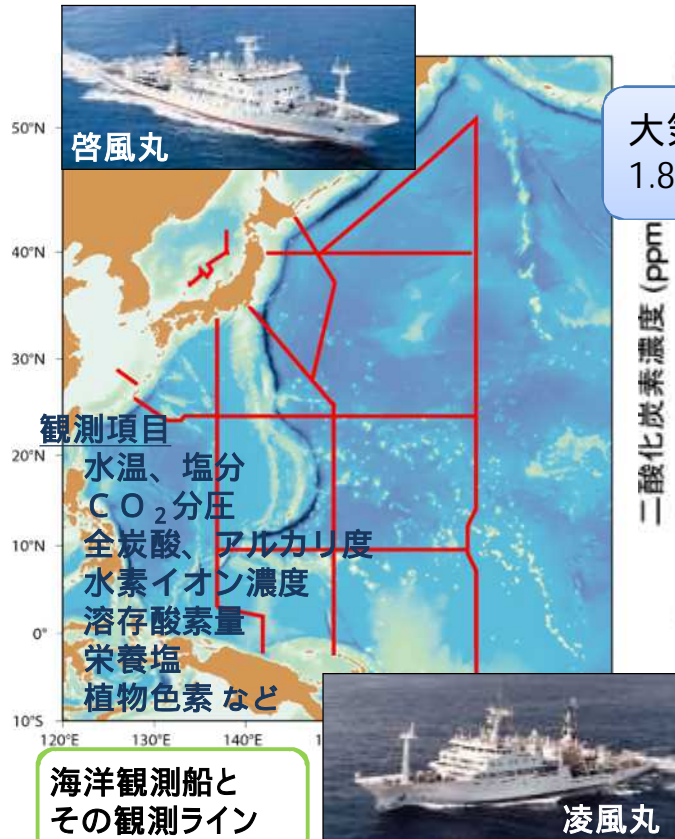 啓風丸
50°N
40°N
30°N
20°N
10°N
0°
10°S
120°E
130°E
140°E
観測項目
水温、塩分
ＣＯ₂分圧
全炭酸、アルカリ度
水素イオン濃度
溶存酸素量
栄養塩
植物色素 など
海洋観測船と
その観測ライン
凌風丸
1.8
二酸化炭素濃度 (ppm